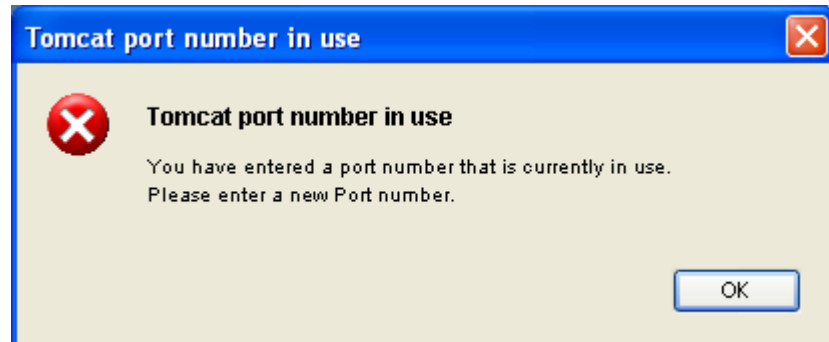 Tomcat port number in use
Tomcat port number in use
You have entered a port number that is currently in use.
Please enter a new Port number.
OK